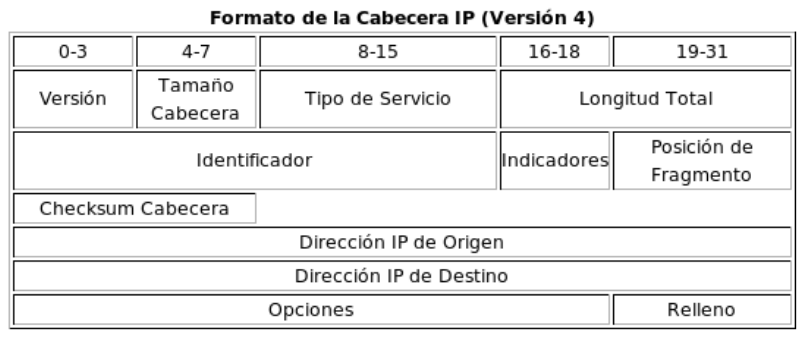 Formato de la Cabecera IP (Versión 4)
0-3 4-7 8-15 16-18 19-31
Versión Tamaño Cabecera Tipo de Servicio Longitud Total
Identificador Indicadores Posición de Fragmento
Checksum Cabecera
Dirección IP de Origen
Dirección IP de Destino
Opciones Relleno